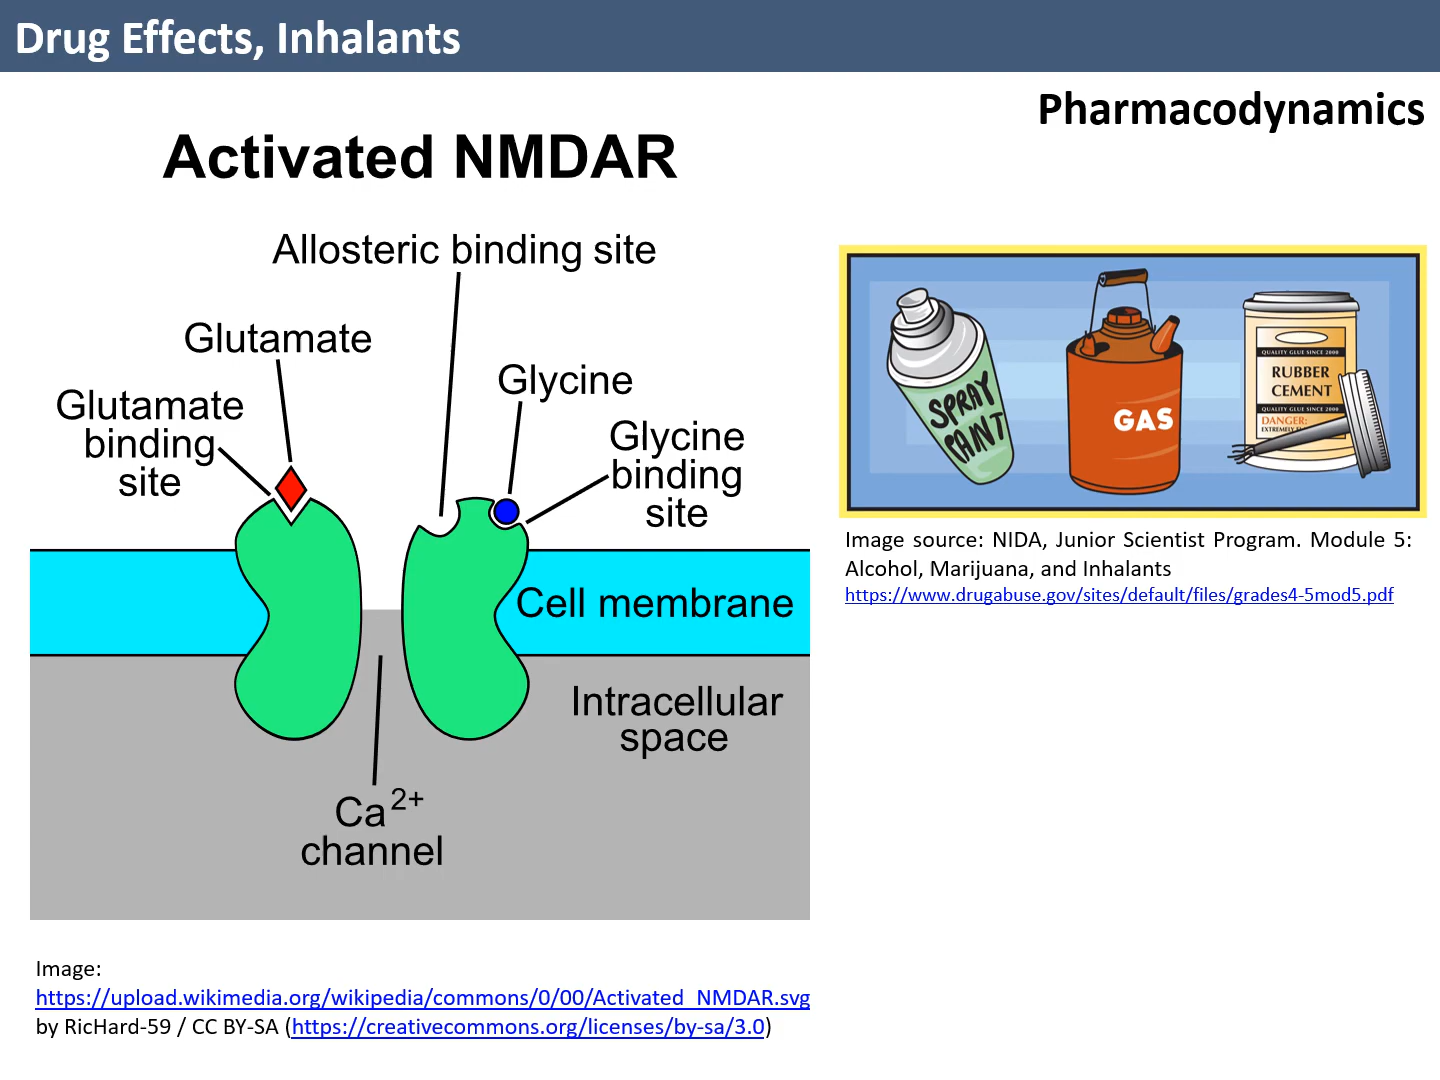 Drug Effects, Inhalants
Pharmacodynamics
Activated NMDAR
Allosteric binding site
Glutamate
Glycine
Glutamate
binding
site
Glycine
binding
site
Cell membrane
Intracellular
space
Ca2+
channel
SPRAY
PAINT
GAS
QUALITY GLUE SINCE 2000
RUBBER
CEMENT
QUALITY GLUE SINCE 2000
DANGER:
Image source: NIDA, Junior Scientist Program. Module 5:
Alcohol, Marijuana, and Inhalants
https://www.drugabuse.gov/sites/default/files/grades4-5mod5.pdf
Image:
https://upload.wikimedia.org/wikipedia/commons/0/00/Activated_NMDAR.svg
by RicHard-59 / CC BY-SA (https://creativecommons.org/licenses/by-sa/3.0)